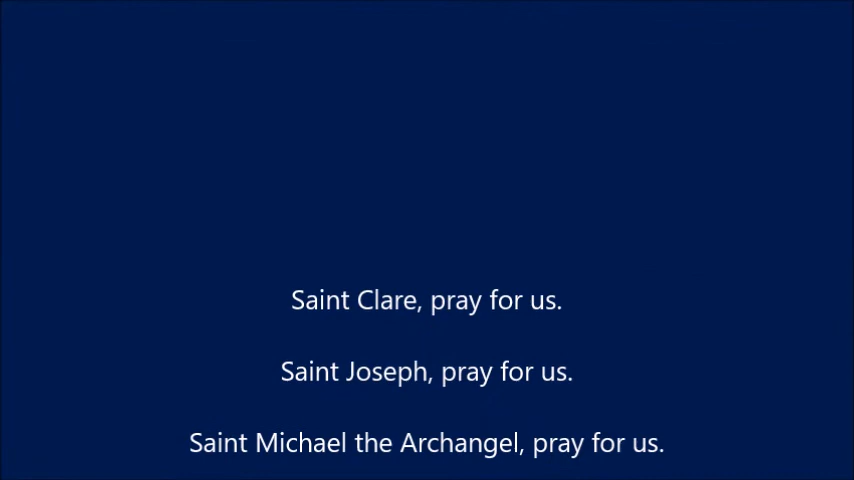 Saint Clare, pray for us.
Saint Joseph, pray for us.
Saint Michael the Archangel, pray for us.